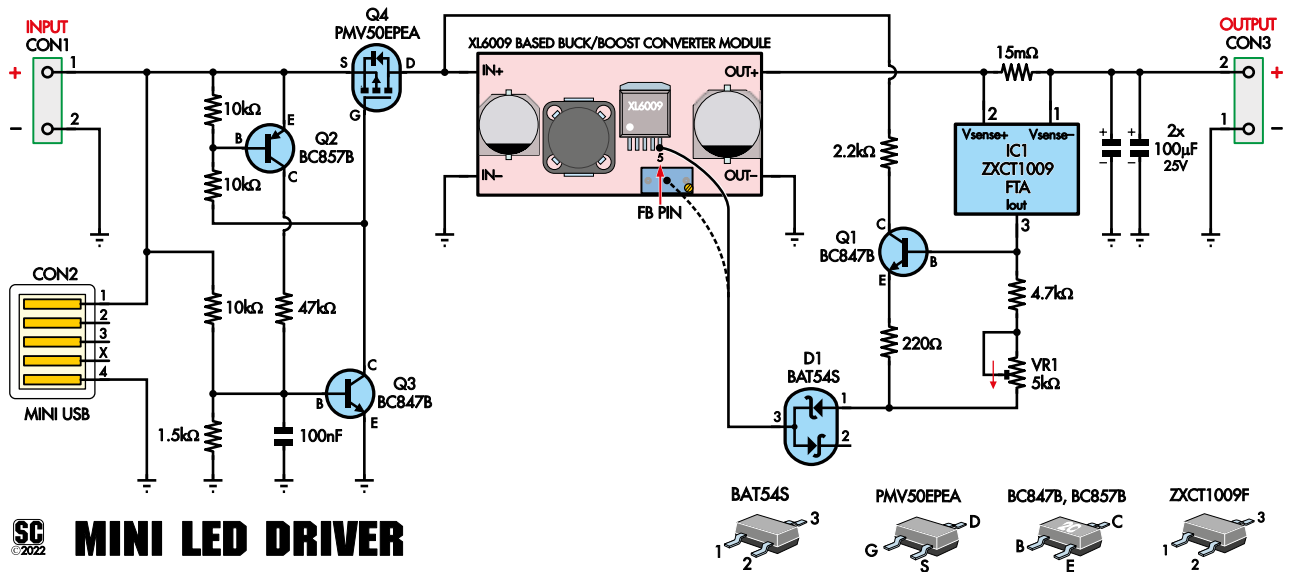 INPUT
CON1
+
1
–
2
Q4
PMV50EPEA
S
D
G
10kΩ
E
B
Q2
BC857B
C
10kΩ
XL6009 BASED BUCK/BOOST CONVERTER MODULE
IN+
OUT+
XL6009
5
IN–
OUT–
FB PIN
OUTPUT
CON3
2
+
1
–
15mΩ
2
1
Vsense+
Vsense–
IC1
ZXCT1009
FTA
Iout
3
+
+
–
–
2x
100µF
25V
2.2kΩ
C
Q1
BC847B
B
E
4.7kΩ
220Ω
VR1
5kΩ
CON2
1
2
3
X
4
MINI USB
10kΩ
47kΩ
C
Q3
BC847B
B
E
1.5kΩ
100nF
D1
BAT54S
3
1
2
BAT54S
3
1
2
PMV50EPEA
D
G
S
BC847B, BC857B
2C
C
B
E
ZXCT1009F
3
1
2
SC
©2022
MINI LED DRIVER